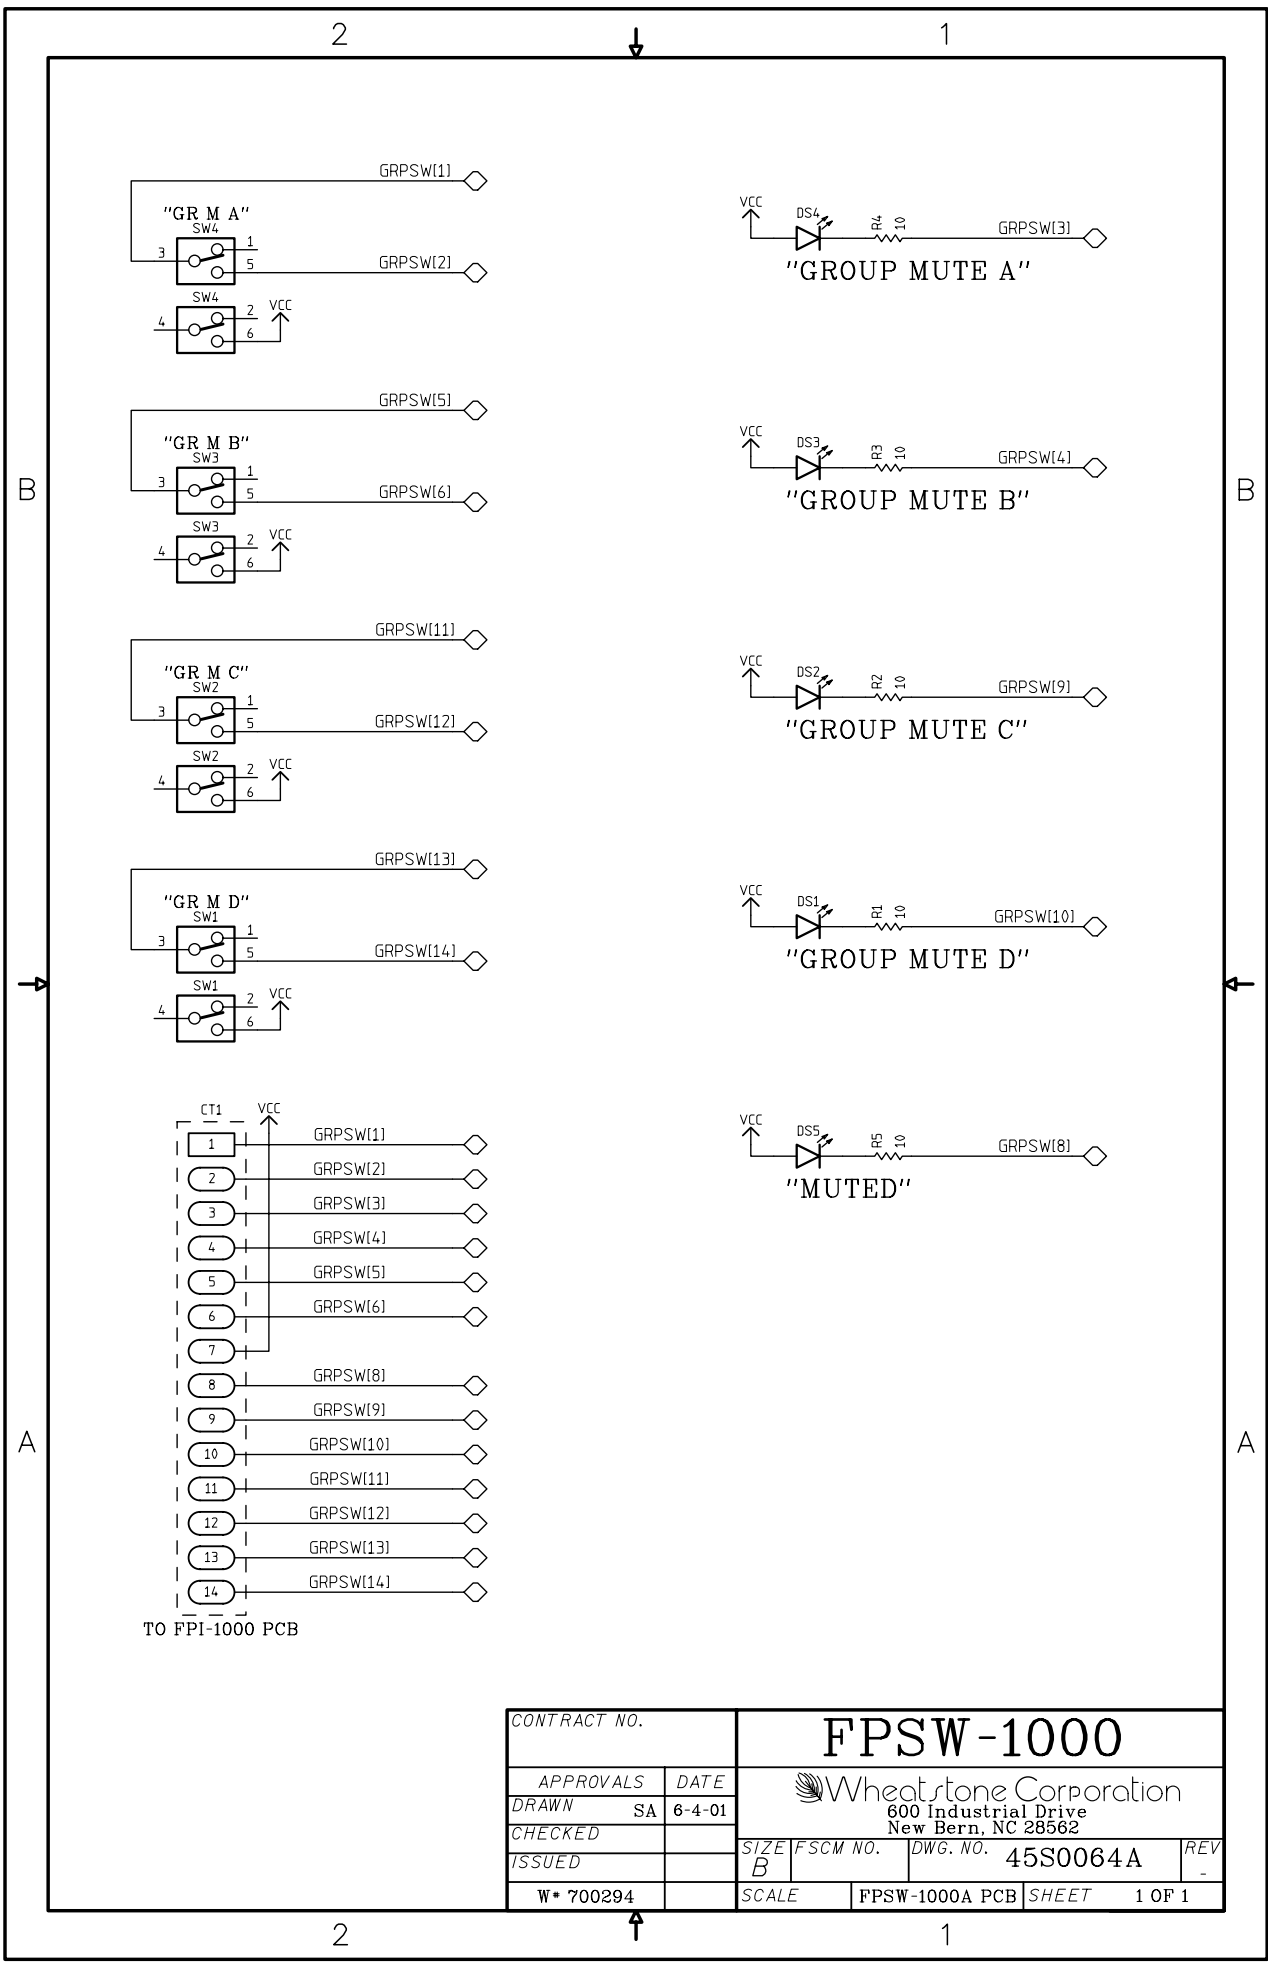 2
1
GRPSW[1]
"GR M A"
SW4
3
1
5
GRPSW[2]
SW4
4
2
6
VCC
VCC
DS4
R4
10
GRPSW[3]
"GROUP MUTE A"
GRPSW[5]
"GR M B"
SW3
3
1
5
GRPSW[6]
SW3
4
2
6
VCC
VCC
DS3
R3
10
GRPSW[4]
"GROUP MUTE B"
B
B
GRPSW[11]
"GR M C"
SW2
3
1
5
GRPSW[12]
SW2
4
2
6
VCC
VCC
DS2
R2
10
GRPSW[9]
"GROUP MUTE C"
GRPSW[13]
"GR M D"
SW1
3
1
5
GRPSW[14]
SW1
4
2
6
VCC
VCC
DS1
R1
10
GRPSW[10]
"GROUP MUTE D"
CT1
VCC
1 GRPSW[1]
2 GRPSW[2]
3 GRPSW[3]
4 GRPSW[4]
5 GRPSW[5]
6 GRPSW[6]
7
8 GRPSW[8]
9 GRPSW[9]
10 GRPSW[10]
11 GRPSW[11]
12 GRPSW[12]
13 GRPSW[13]
14 GRPSW[14]
TO FPI-1000 PCB
VCC
DS5
R5
10
GRPSW[8]
"MUTED"
A
A
CONTRACT NO.
APPROVALS DATE
DRAWN SA 6-4-01
CHECKED
ISSUED
W# 700294
FPSW-1000
Wheatstone Corporation
600 Industrial Drive
New Bern, NC 28562
SIZE B
FSCM NO.
DWG. NO. 45S0064A
REV -
SCALE
FPSW-1000A PCB
SHEET 1 OF 1
2
1